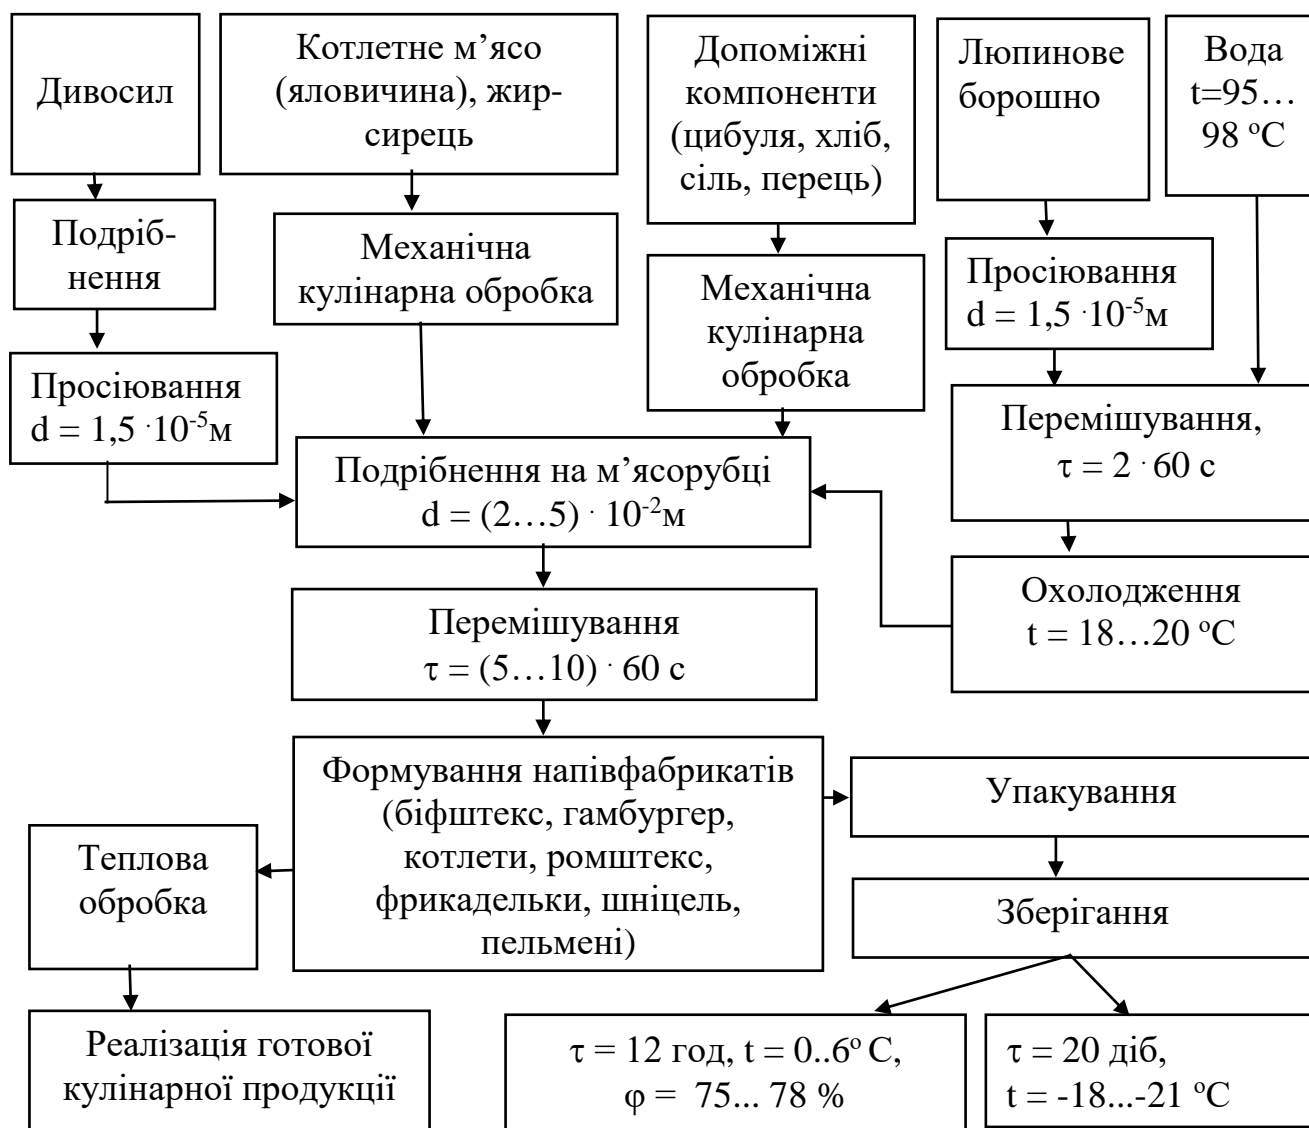 Дивосил
Котлетне м’ясо
(яловичина), жир-
сирець
Допоміжні
компоненти
(цибуля, хліб,
сіль, перець)
Люпинове
борошно
Вода
t=95…
98 ºС
Подріб-
нення
Механічна
кулінарна обробка
Механічна
кулінарна
обробка
Просіювання
d = 1,5 ·10⁻⁵м
Просіювання
d = 1,5 ·10⁻⁵м
Перемішування,
τ = 2 · 60 с
Подрібнення на м’ясорубці
d = (2…5) · 10⁻²м
Охолодження
t = 18…20 ºС
Перемішування
τ = (5…10) · 60 с
Формування напівфабрикатів
(біфштекс, гамбургер,
котлети, ромштекс,
фрикадельки, шніцель,
пельмені)
Упакування
Теплова
обробка
Зберігання
Реалізація готової
кулінарної продукції
τ = 12 год, t = 0..6º С,
φ = 75... 78 %
τ = 20 діб,
t = -18...-21 ºС